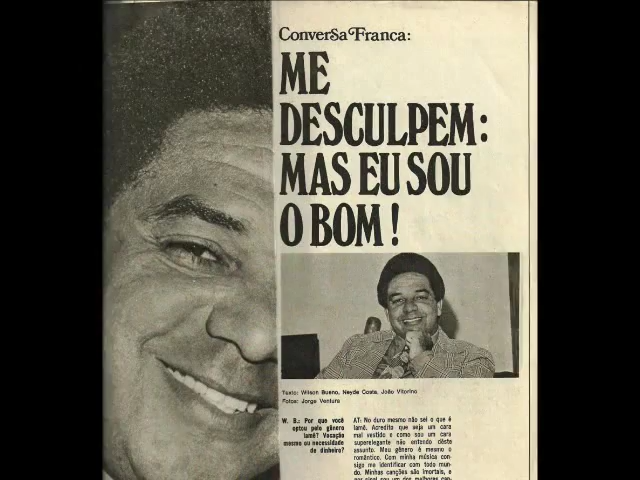 ConverSa Franca:
ME
DESCULPEM:
MAS EU SOU
O BOM!
Texto: Wilson Bueno, Neyde Costa, João Vitorino
Fotos: Jorge Ventura
W. B.: Por que você
optou pelo gênero
lamê? Vocação
mesmo ou necessidade
de dinheiro?
AT: No duro mesmo não sei o que é
lamê. Acredito que seja um cara
mal vestido e como sou um cara
superelegante não entendo dêste
assunto. Meu gênero é mesmo o
romântico. Com minha música con-
sigo me identificar com todo mun-
do. Minhas canções são imortais, e